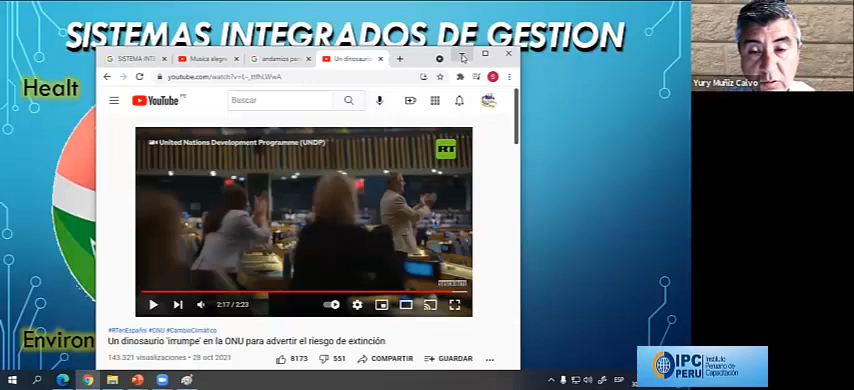 SISTEMAS INTEGRADOS DE GESTION
Healt
SISTEMA INTE
Musica alegre
andamios par
Un dinosaurio
youtube.com/watch?v=
YouTube PE
Buscar
United Nations Development Programme (UNDP)
RT
2:17 / 2:23
#RTenEspañol #ONU #CambioClimático
Un dinosaurio 'irrumpe' en la ONU para advertir el riesgo de extinción
143.321 visualizaciones • 28 oct 2021
8173
551
COMPARTIR
GUARDAR
Environ
Yury Muñiz Calvo
IPC PERU
Instituto
Peruano de
Capacitación
ESP